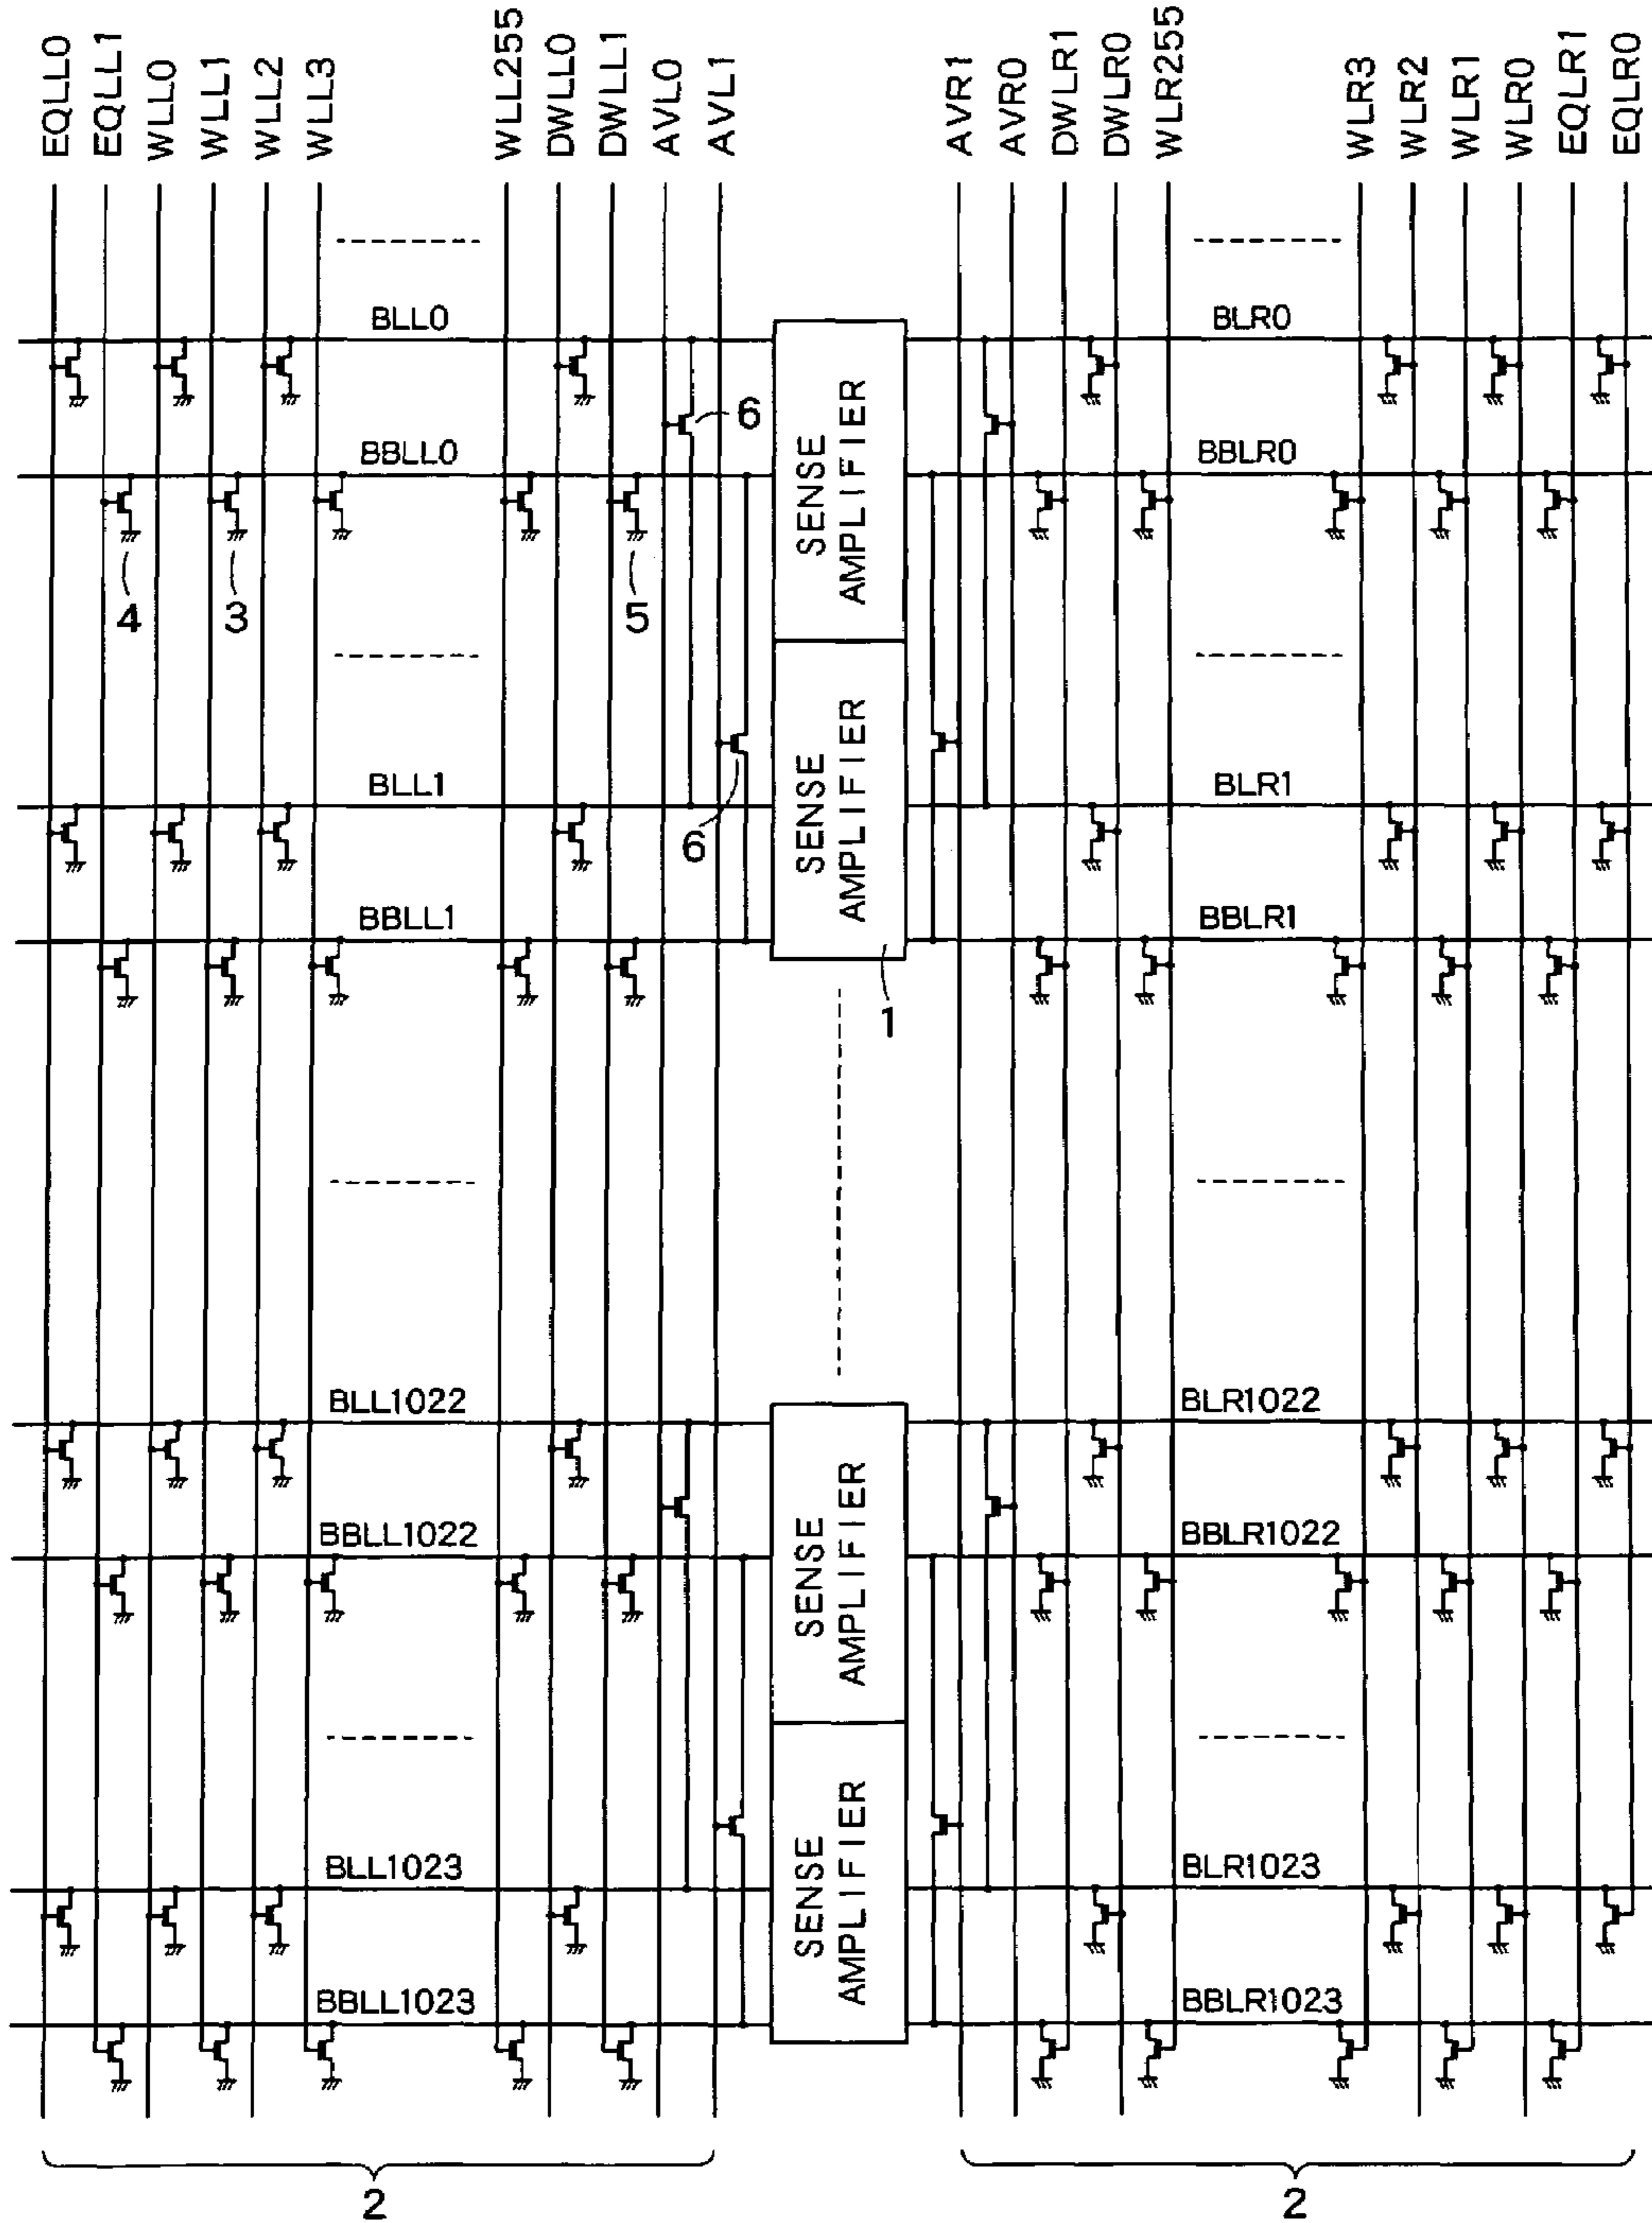 EQLL0
EQLL1
WLL0
WLL1
WLL2
WLL3
WLL255
DWLL0
DWLL1
AVL0
AVL1
AVR1
AVR0
DWLR1
DWLR0
WLR255
WLR3
WLR2
WLR1
WLR0
EQLR1
EQLR0
BLL0
BLR0
6
SENSE
AMPLIFIER
BBLL0
BBLR0
4
3
5
SENSE
AMPLIFIER
BLL1
BLR1
6
BBLL1
BBLR1
1
BLL1022
BLR1022
SENSE
AMPLIFIER
BBLL1022
BBLR1022
SENSE
AMPLIFIER
BLL1023
BLR1023
BBLL1023
BBLR1023
2
2